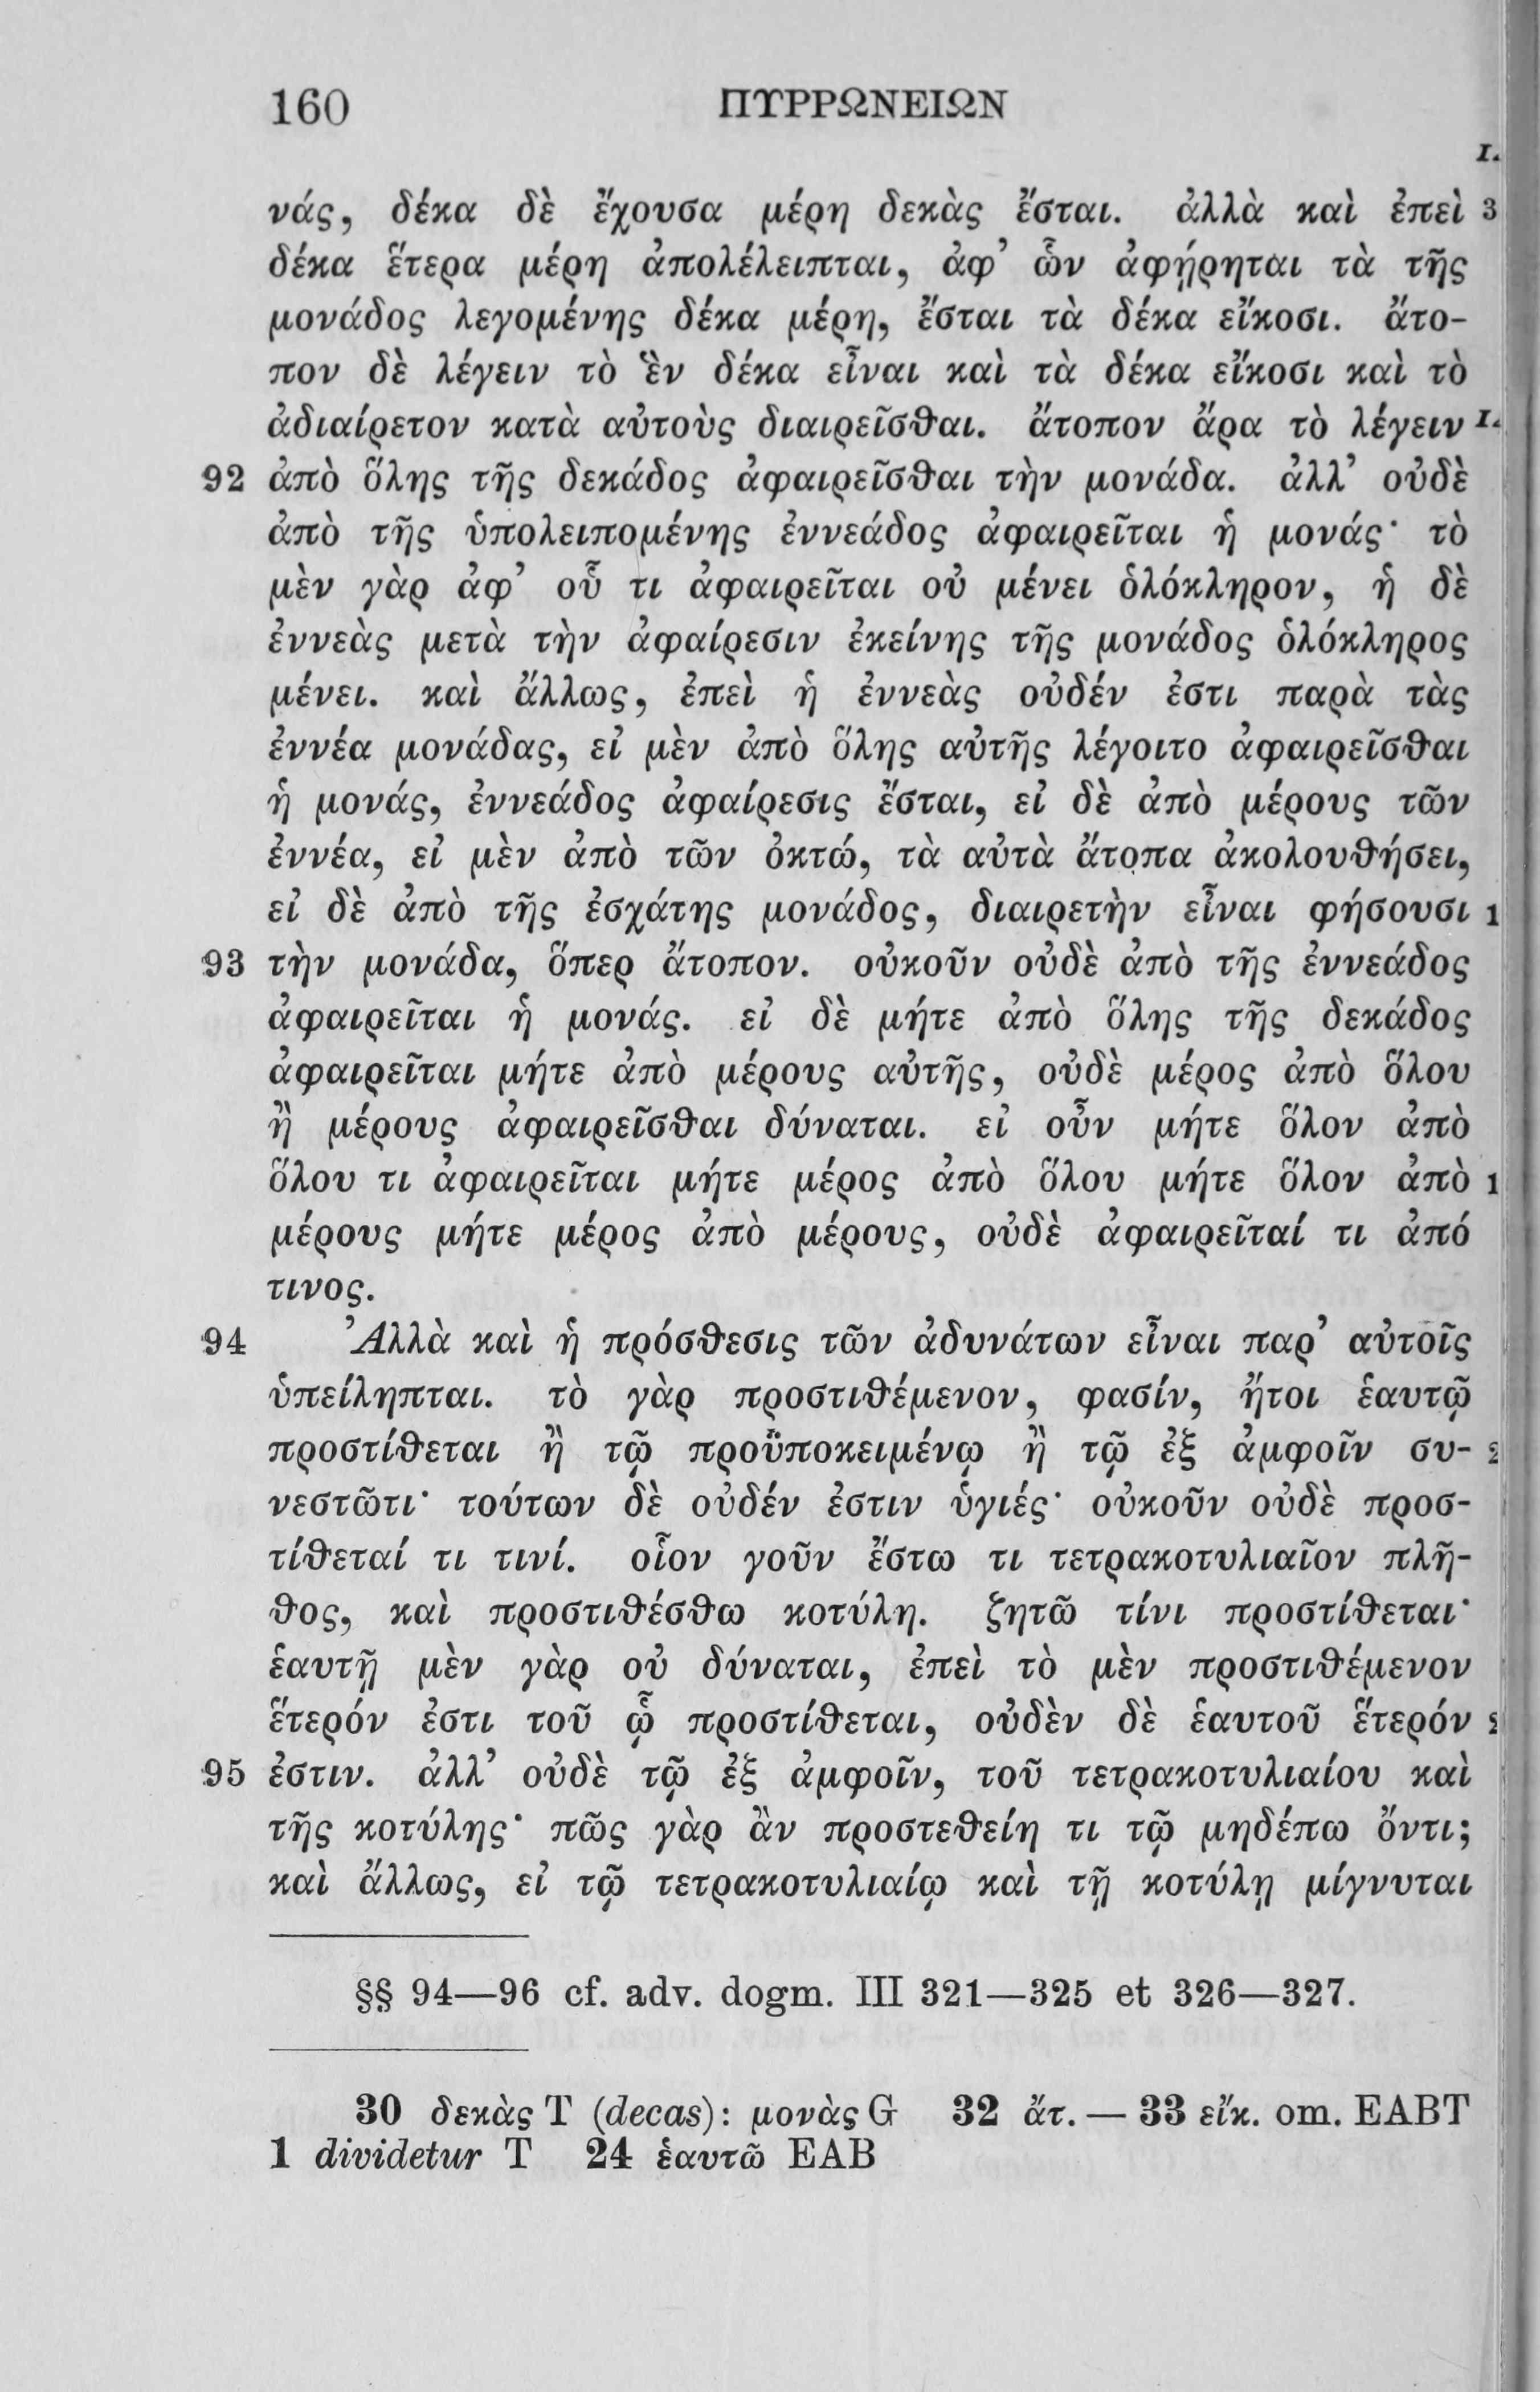 160 ΠΥΡΡΩΝΕΙΩΝ
I.
νάς, δέκα δὲ ἔχουσα μέρη δεκὰς ἔσται. ἀλλὰ καὶ ἐπεὶ 3
δέκα ἕτερα μέρη ἀπολέλειπται, ἀφ’ ὧν ἀφῄρηται τὰ τῆς
μονάδος λεγομένης δέκα μέρη, ἔσται τὰ δέκα εἴκοσι. ἄτο-
πον δὲ λέγειν τὸ ἓν δέκα εἶναι καὶ τὰ δέκα εἴκοσι καὶ τὸ
ἀδιαίρετον κατὰ αὐτοὺς διαιρεῖσθαι. ἄτοπον ἄρα τὸ λέγειν I.
92 ἀπὸ ὅλης τῆς δεκάδος ἀφαιρεῖσθαι τὴν μονάδα. ἀλλ’ οὐδὲ
ἀπὸ τῆς ὑπολειπομένης ἐννεάδος ἀφαιρεῖται ἡ μονάς· τὸ
μὲν γὰρ ἀφ’ οὗ τι ἀφαιρεῖται οὐ μένει ὁλόκληρον, ἡ δὲ
ἐννεὰς μετὰ τὴν ἀφαίρεσιν ἐκείνης τῆς μονάδος ὁλόκληρος
μένει. καὶ ἄλλως, ἐπεὶ ἡ ἐννεὰς οὐδέν ἐστι παρὰ τὰς
ἐννέα μονάδας, εἰ μὲν ἀπὸ ὅλης αὐτῆς λέγοιτο ἀφαιρεῖσθαι
ἡ μονάς, ἐννεάδος ἀφαίρεσις ἔσται, εἰ δὲ ἀπὸ μέρους τῶν
ἐννέα, εἰ μὲν ἀπὸ τῶν ὀκτώ, τὰ αὐτὰ ἄτοπα ἀκολουθήσει,
εἰ δὲ ἀπὸ τῆς ἐσχάτης μονάδος, διαιρετὴν εἶναι φήσουσι 1
93 τὴν μονάδα, ὅπερ ἄτοπον. οὐκοῦν οὐδὲ ἀπὸ τῆς ἐννεάδος
ἀφαιρεῖται ἡ μονάς. εἰ δὲ μήτε ἀπὸ ὅλης τῆς δεκάδος
ἀφαιρεῖται μήτε ἀπὸ μέρους αὐτῆς, οὐδὲ μέρος ἀπὸ ὅλου
ἢ μέρους ἀφαιρεῖσθαι δύναται. εἰ οὖν μήτε ὅλον ἀπὸ
ὅλου τι ἀφαιρεῖται μήτε μέρος ἀπὸ ὅλου μήτε ὅλον ἀπὸ 1
μέρους μήτε μέρος ἀπὸ μέρους, οὐδὲ ἀφαιρεῖταί τι ἀπό
τινος.
94 Ἀλλὰ καὶ ἡ πρόσθεσις τῶν ἀδυνάτων εἶναι παρ’ αὐτοῖς
ὑπείληπται. τὸ γὰρ προστιθέμενον, φασίν, ἤτοι ἑαυτῷ
προστίθεται ἢ τῷ προϋποκειμένῳ ἢ τῷ ἐξ ἀμφοῖν συ- 2
νεστῶτι· τούτων δὲ οὐδέν ἐστιν ὑγιές· οὐκοῦν οὐδὲ προσ-
τίθεταί τι τινί. οἷον γοῦν ἔστω τι τετρακοτυλιαῖον πλῆ-
θος, καὶ προστιθέσθω κοτύλη. ζητῶ τίνι προστίθεται·
ἑαυτῇ μὲν γὰρ οὐ δύναται, ἐπεὶ τὸ μὲν προστιθέμενον
ἕτερόν ἐστι τοῦ ᾧ προστίθεται, οὐδὲν δὲ ἑαυτοῦ ἕτερόν 2
95 ἐστιν. ἀλλ’ οὐδὲ τῷ ἐξ ἀμφοῖν, τοῦ τετρακοτυλιαίου καὶ
τῆς κοτύλης· πῶς γὰρ ἂν προστεθείη τι τῷ μηδέπω ὄντι;
καὶ ἄλλως, εἰ τῷ τετρακοτυλιαίῳ καὶ τῇ κοτύλῃ μίγνυται
§§ 94—96 cf. adv. dogm. III 321—325 et 326—327.
30 δεκὰς T (decas): μονὰς G 32 ἄτ. — 33 εἴκ. om. EABT
1 dividetur T 24 ἑαυτῶ EAB